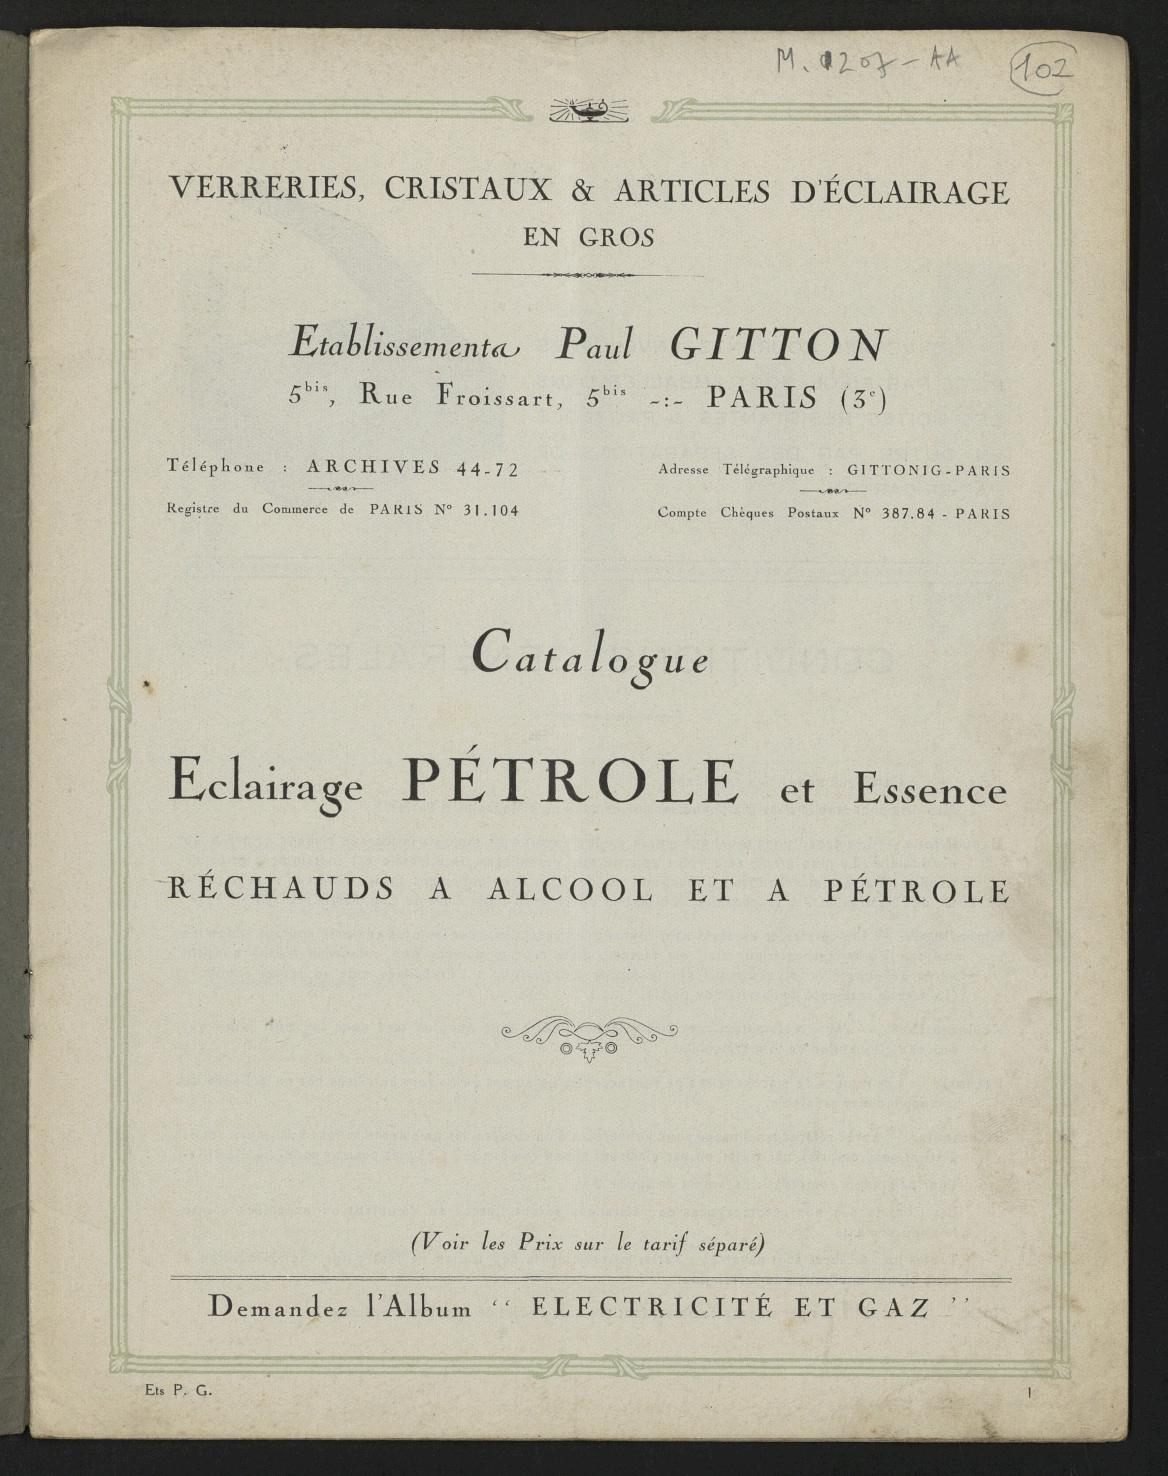 M. 0207-AA 102
VERRERIES, CRISTAUX & ARTICLES D'ÉCLAIRAGE
EN GROS
Etablissements Paul GITTON
5bis, Rue Froissart, 5bis -:- PARIS (3e)
Téléphone : ARCHIVES 44-72
Registre du Commerce de PARIS N° 31.104
Adresse Télégraphique : GITTONIG-PARIS
Compte Chèques Postaux N° 387.84 - PARIS
Catalogue
Eclairage PÉTROLE et Essence
RÉCHAUDS A ALCOOL ET A PÉTROLE
(Voir les Prix sur le tarif séparé)
Demandez l'Album “ ELECTRICITÉ ET GAZ ”
Ets P. G.
1